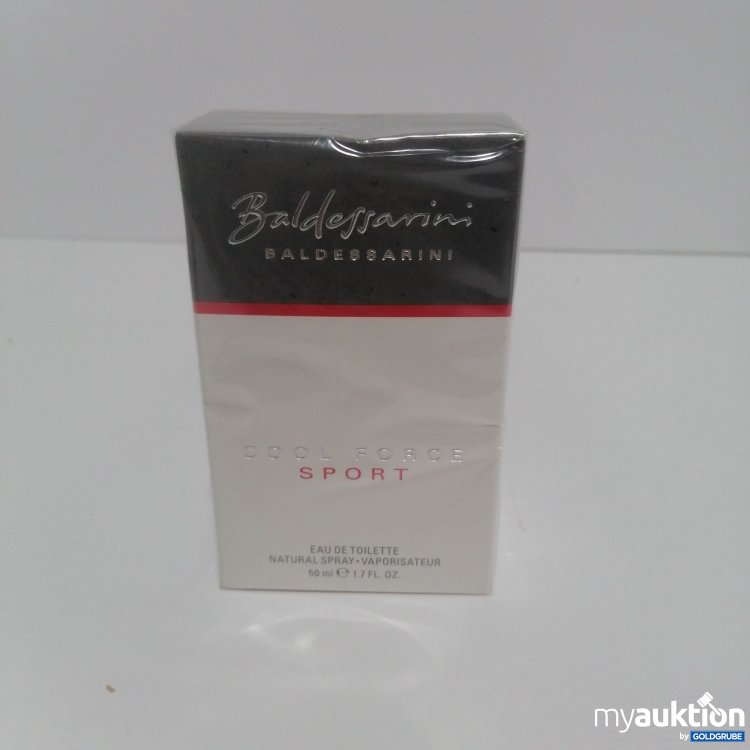 Baldessarini
BALDESSARINI
COOL FORCE
SPORT
EAU DE TOILETTE
NATURAL SPRAY • VAPORISATEUR
50 ml ℮ 1.7 FL. OZ.
myauktion
by GOLDGRUBE